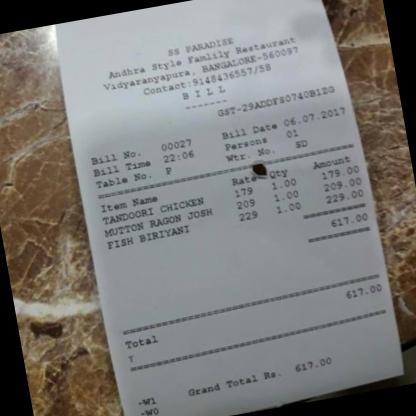 SS PARADISE
Andhra Style Famlily Restaurant
Vidyaranyapura, BANGALORE-560097
Contact:9148436557/58
B I L L
-------
GST-29ADDFS0740B1ZG
Bill No. 00027 Bill Date 06.07.2017
Bill Time 22:06 Persons 01
Table No. P Wtr. No. SD
Item Name Rate Qty Amount
TANDOORI CHICKEN 179 1.00 179.00
MUTTON RAGON JOSH 209 1.00 209.00
FISH BIRIYANI 229 1.00 229.00
617.00
Total 617.00
T
Grand Total Rs. 617.00
-W1
-W0